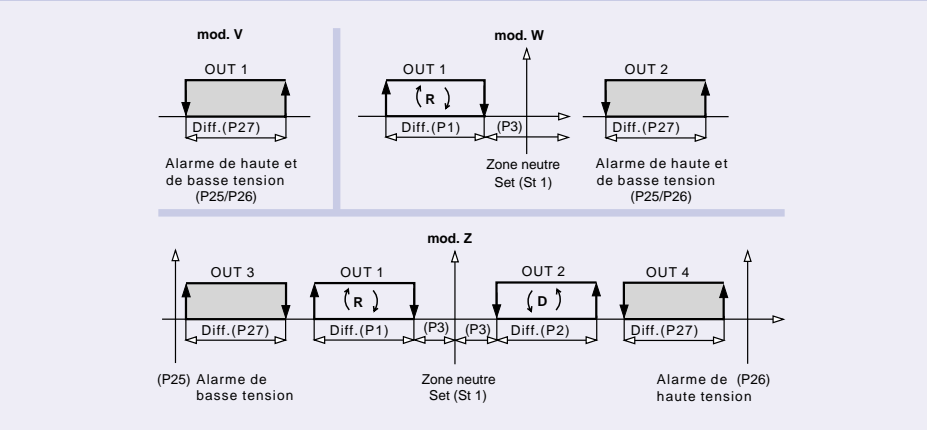 mod. V
OUT 1
Diff.(P27)
Alarme de haute et
de basse tension
(P25/P26)
mod. W
OUT 1
R
Diff.(P1)
(P3)
Zone neutre
Set (St 1)
OUT 2
Diff.(P27)
Alarme de haute et
de basse tension
(P25/P26)
mod. Z
OUT 3
OUT 1
OUT 2
OUT 4
R
D
Diff.(P27)
Diff.(P1)
(P3)
(P3)
Diff.(P2)
Diff.(P27)
(P25) Alarme de
basse tension
Zone neutre
Set (St 1)
Alarme de (P26)
haute tension